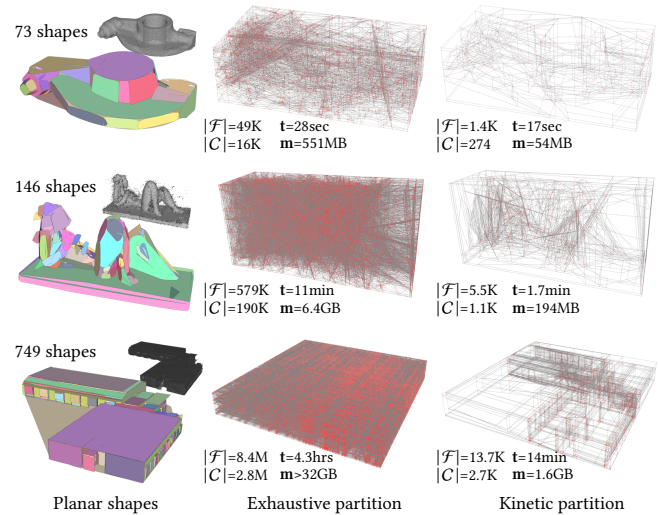 73 shapes
|F|=49K t=28sec
|C|=16K m=551MB
|F|=1.4K t=17sec
|C|=274 m=54MB
146 shapes
|F|=579K t=11min
|C|=190K m=6.4GB
|F|=5.5K t=1.7min
|C|=1.1K m=194MB
749 shapes
|F|=8.4M t=4.3hrs
|C|=2.8M m>32GB
|F|=13.7K t=14min
|C|=2.7K m=1.6GB
Planar shapes Exhaustive partition Kinetic partition